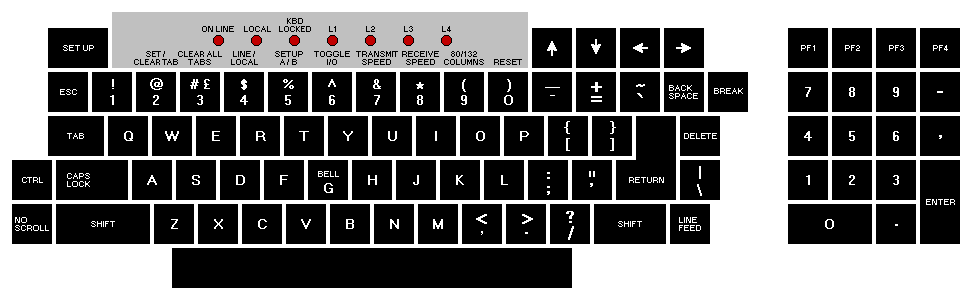 KBD
ON LINE LOCAL LOCKED L1 L2 L3 L4
SET UP PF1 PF2 PF3 PF4
SET / CLEAR ALL LINE / SETUP TOGGLE TRANSMIT RECEIVE 80/132
CLEAR TAB TABS LOCAL A / B I/O SPEED SPEED COLUMNS RESET
! @ # £ $ % ^ & * ( ) — + ~ BACK
ESC 1 2 3 4 5 6 7 8 9 0 - = ` SPACE BREAK 7 8 9 -
TAB Q W E R T Y U I O P { } DELETE 4 5 6 ,
[ ]
CAPS BELL : " |
CTRL LOCK A S D F G H J K L ; ' RETURN \ 1 2 3
ENTER
NO < > ? LINE
SCROLL SHIFT Z X C V B N M , . / SHIFT FEED 0 .